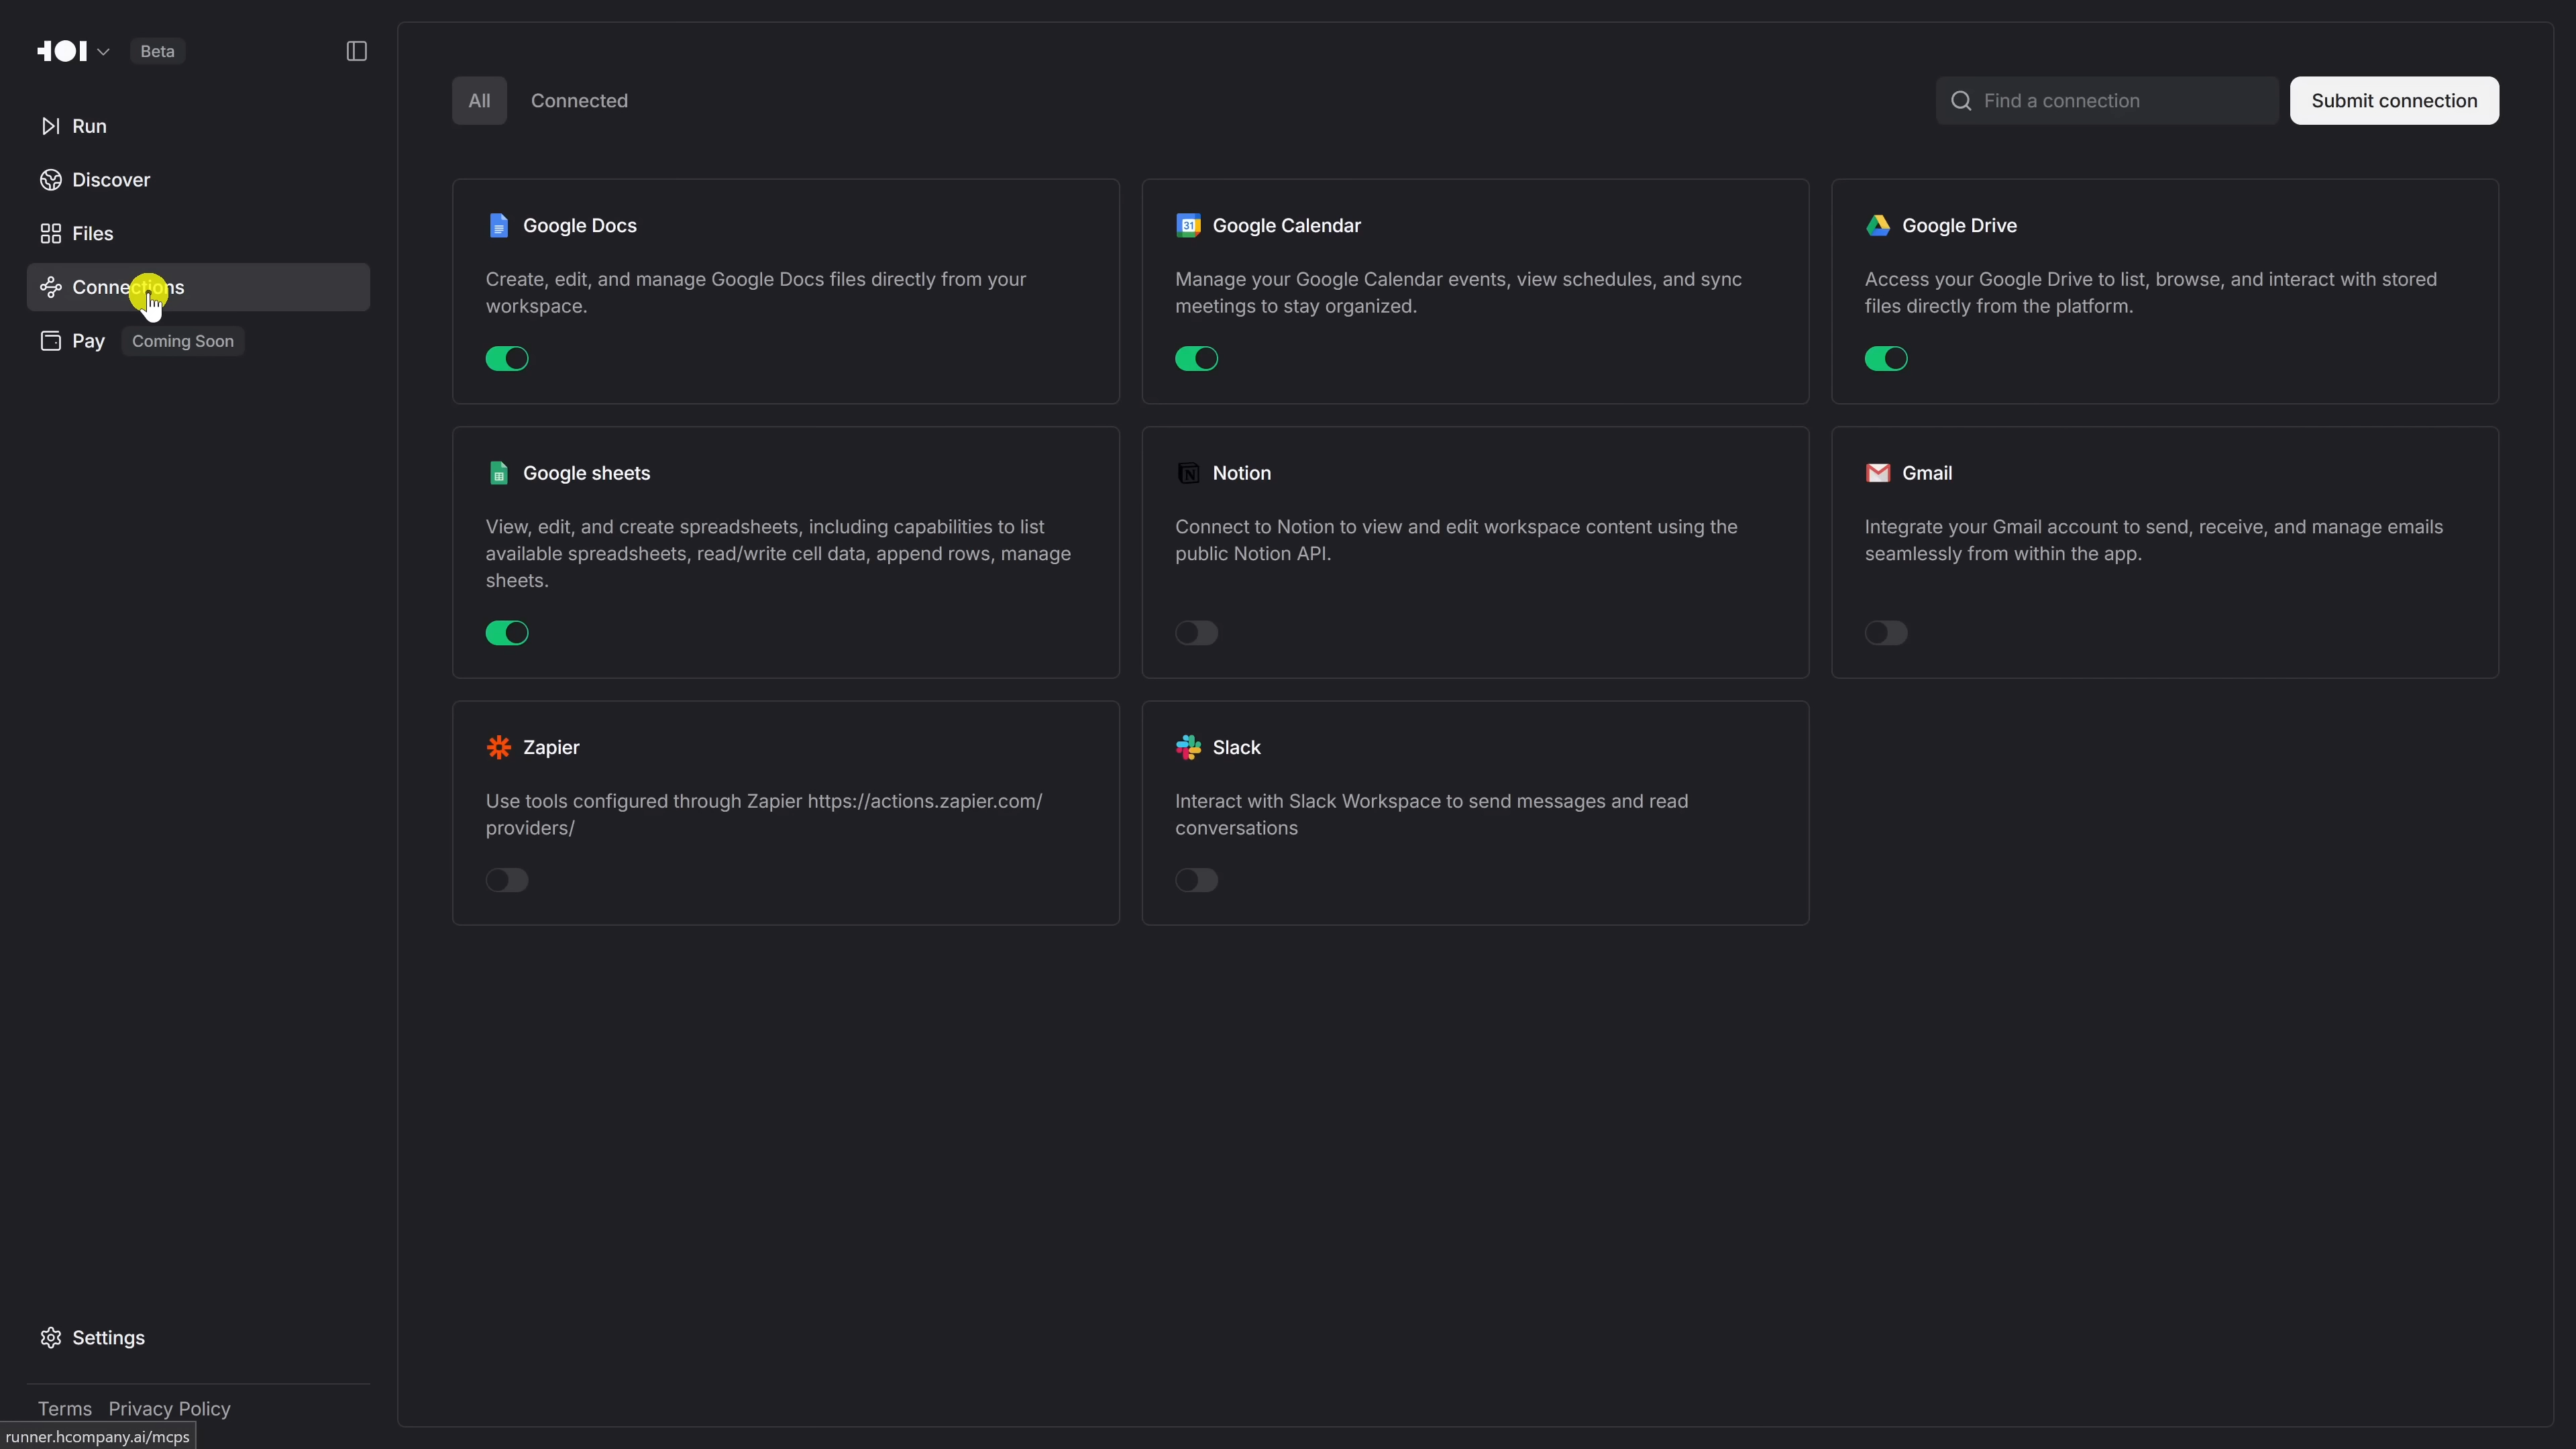 Beta
Run
Discover
Files
Connections
Pay
Coming Soon
Settings
Terms Privacy Policy
runner.hcompany.ai/mcps
All
Connected
Find a connection
Submit connection
Google Docs
Create, edit, and manage Google Docs files directly from your
workspace.
31
Google Calendar
Manage your Google Calendar events, view schedules, and sync
meetings to stay organized.
Google Drive
Access your Google Drive to list, browse, and interact with stored
files directly from the platform.
Google sheets
View, edit, and create spreadsheets, including capabilities to list
available spreadsheets, read/write cell data, append rows, manage
sheets.
Notion
Connect to Notion to view and edit workspace content using the
public Notion API.
Gmail
Integrate your Gmail account to send, receive, and manage emails
seamlessly from within the app.
Zapier
Use tools configured through Zapier https://actions.zapier.com/
providers/
Slack
Interact with Slack Workspace to send messages and read
conversations